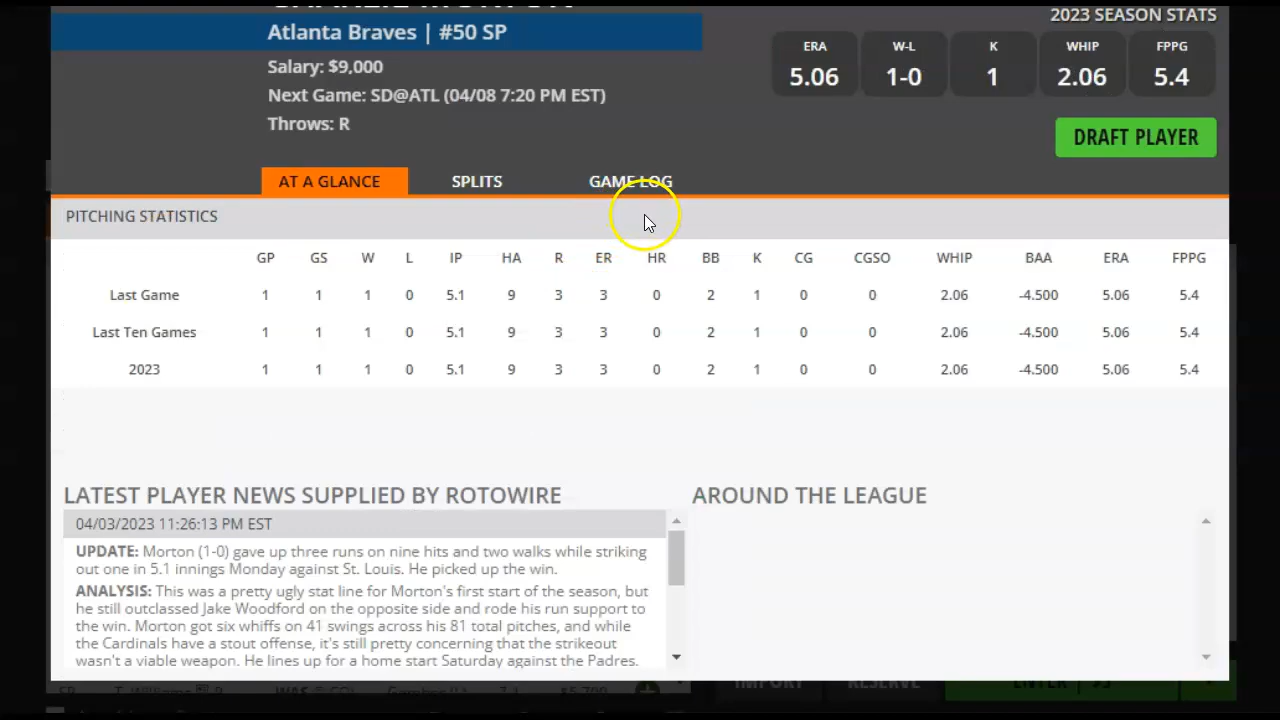 Atlanta Braves | #50 SP
2023 SEASON STATS
ERA W-L K WHIP FPPG
5.06 1-0 1 2.06 5.4
Salary: $9,000
Next Game: SD@ATL (04/08 7:20 PM EST)
Throws: R
DRAFT PLAYER
AT A GLANCE SPLITS GAME LOG
PITCHING STATISTICS
GP GS W L IP HA R ER HR BB K CG CGSO WHIP BAA ERA FPPG
Last Game 1 1 1 0 5.1 9 3 3 0 2 1 0 0 2.06 -4.500 5.06 5.4
Last Ten Games 1 1 1 0 5.1 9 3 3 0 2 1 0 0 2.06 -4.500 5.06 5.4
2023 1 1 1 0 5.1 9 3 3 0 2 1 0 0 2.06 -4.500 5.06 5.4
LATEST PLAYER NEWS SUPPLIED BY ROTOWIRE
04/03/2023 11:26:13 PM EST
UPDATE: Morton (1-0) gave up three runs on nine hits and two walks while striking
out one in 5.1 innings Monday against St. Louis. He picked up the win.
ANALYSIS: This was a pretty ugly stat line for Morton's first start of the season, but
he still outclassed Jake Woodford on the opposite side and rode his run support to
the win. Morton got six whiffs on 41 swings across his 81 total pitches, and while
the Cardinals have a stout offense, it's still pretty concerning that the strikeout
wasn't a viable weapon. He lines up for a home start Saturday against the Padres.
AROUND THE LEAGUE
IMPORT RESERVE ENTER